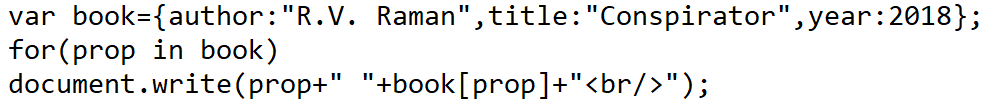 var book={author:"R.V. Raman",title:"Conspirator",year:2018};
for(prop in book)
document.write(prop+" "+book[prop]+"<br/>");